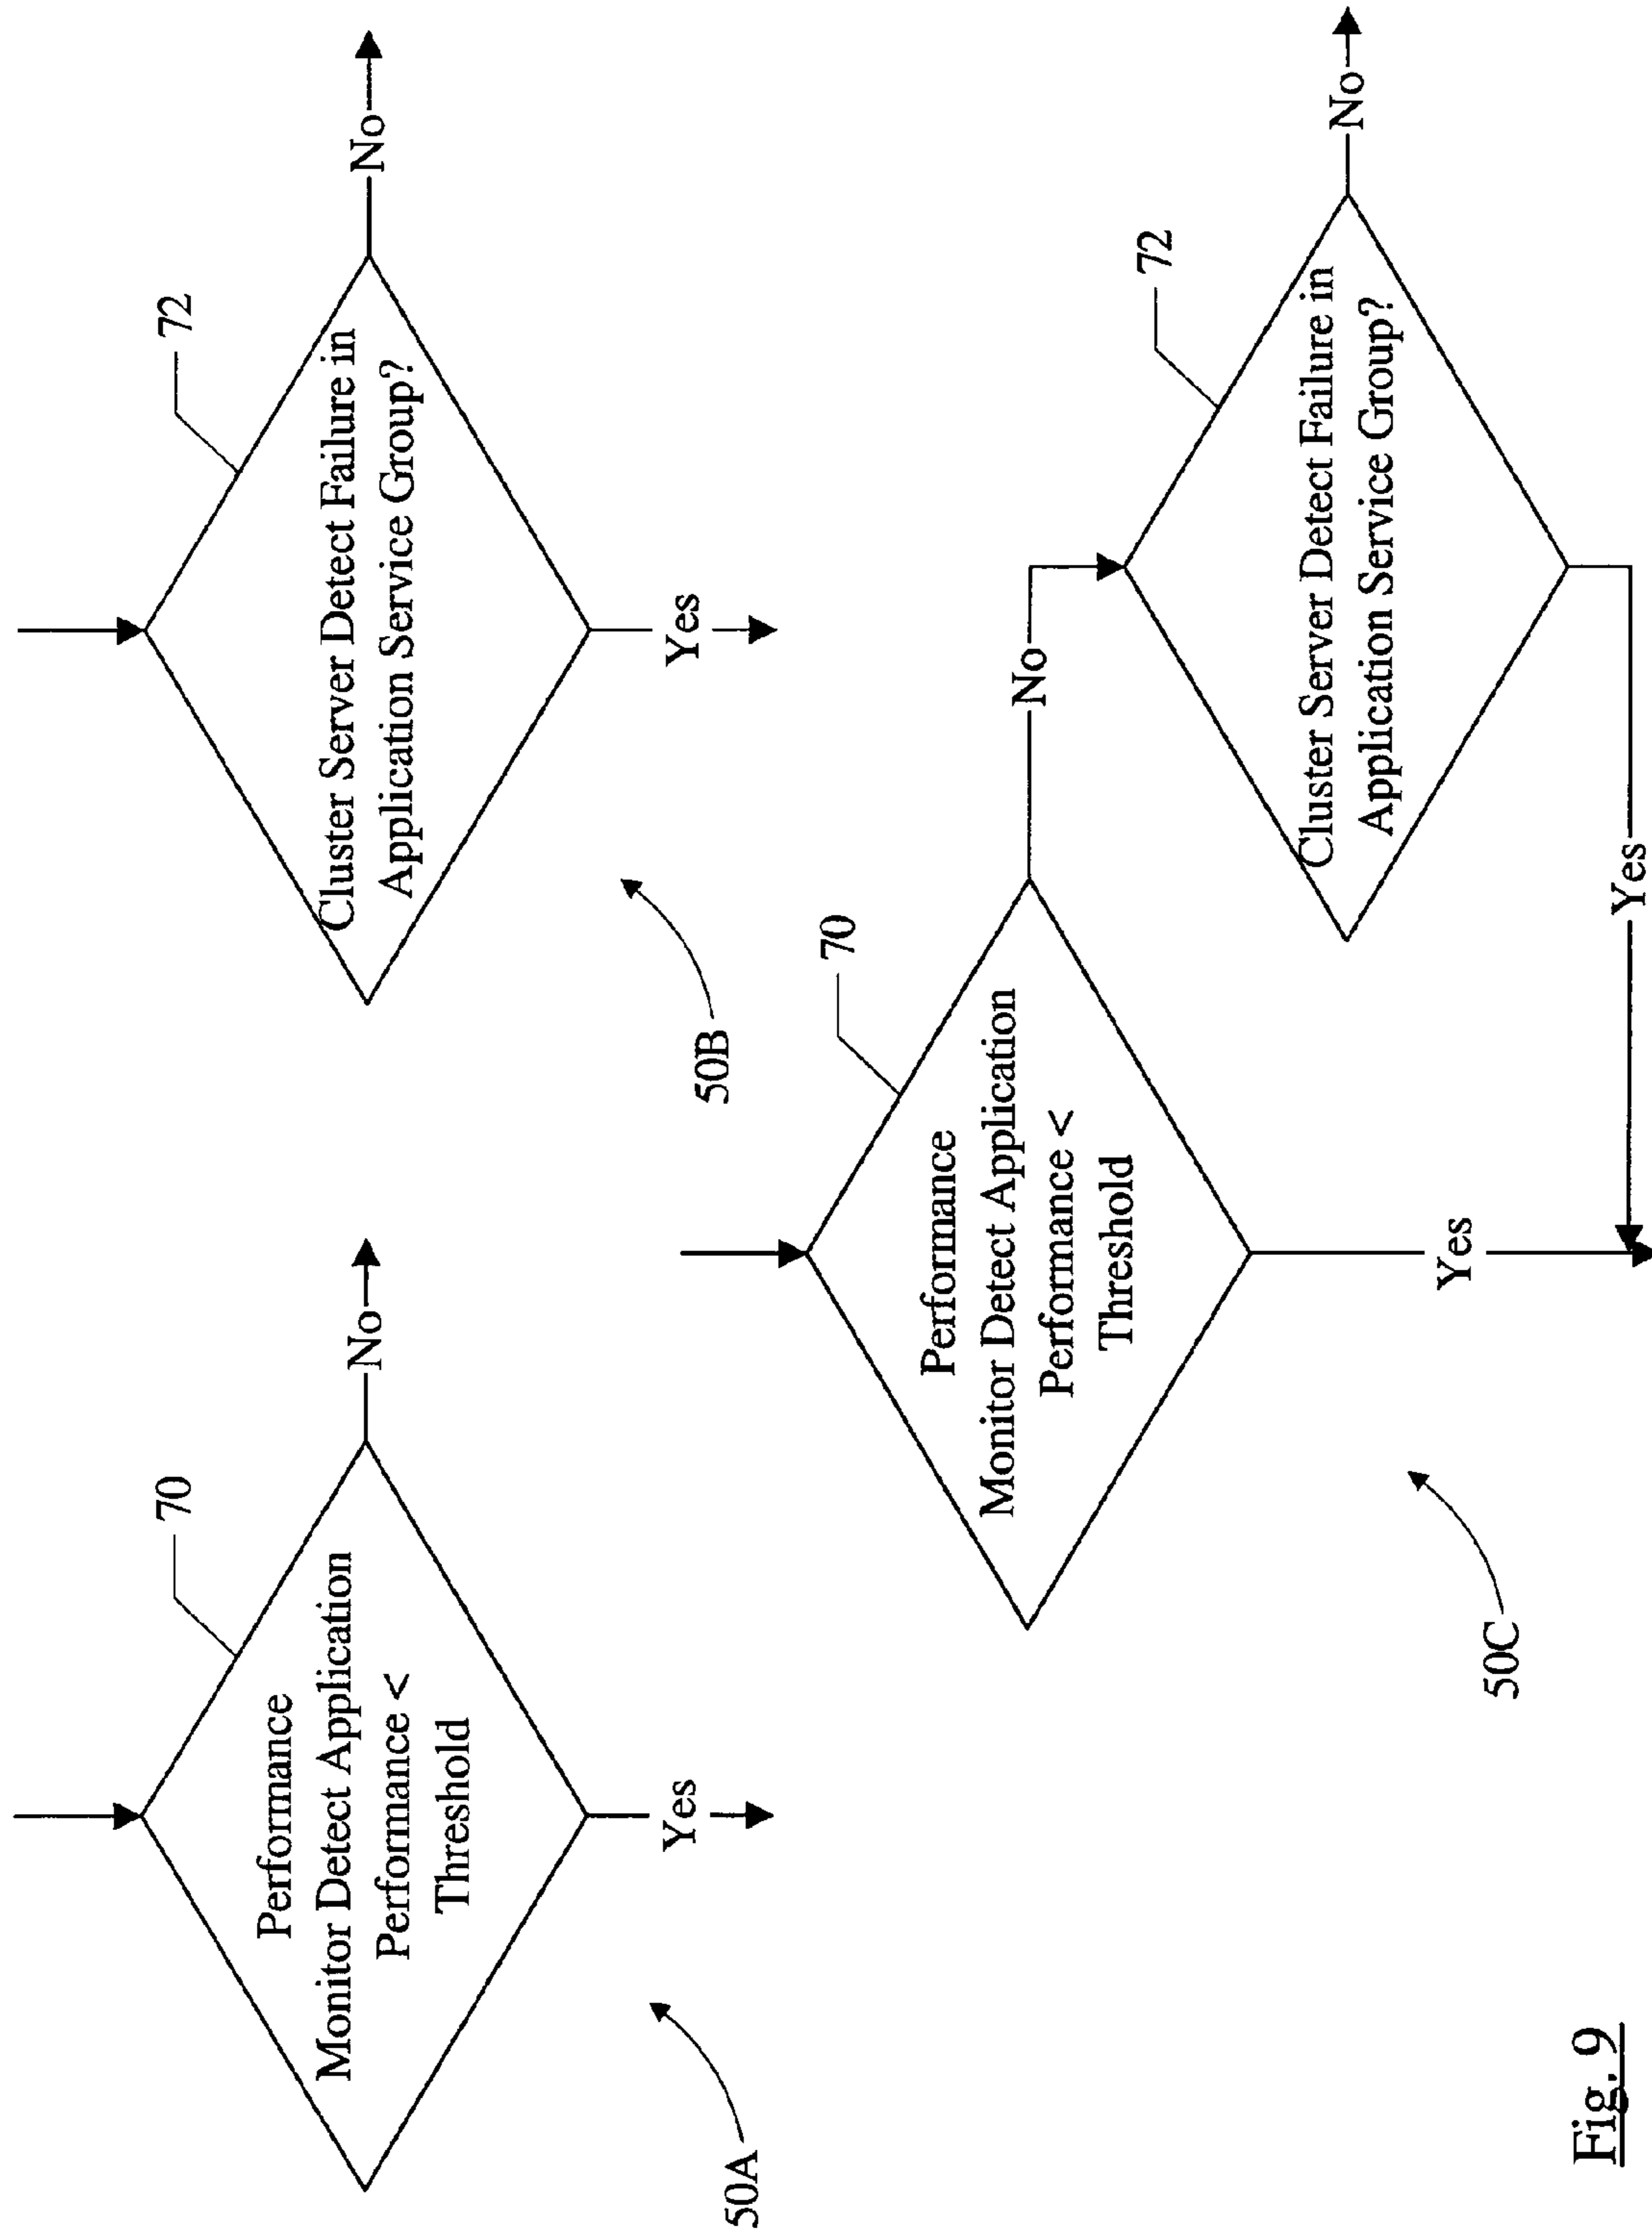 70
Performance
Monitor Detect Application
Performance <
Threshold
No
Yes
50A
72
Cluster Server Detect Failure in
Application Service Group?
No
Yes
50B
70
Performance
Monitor Detect Application
Performance <
Threshold
No
Yes
72
Cluster Server Detect Failure in
Application Service Group?
No
Yes
50C
Fig. 9